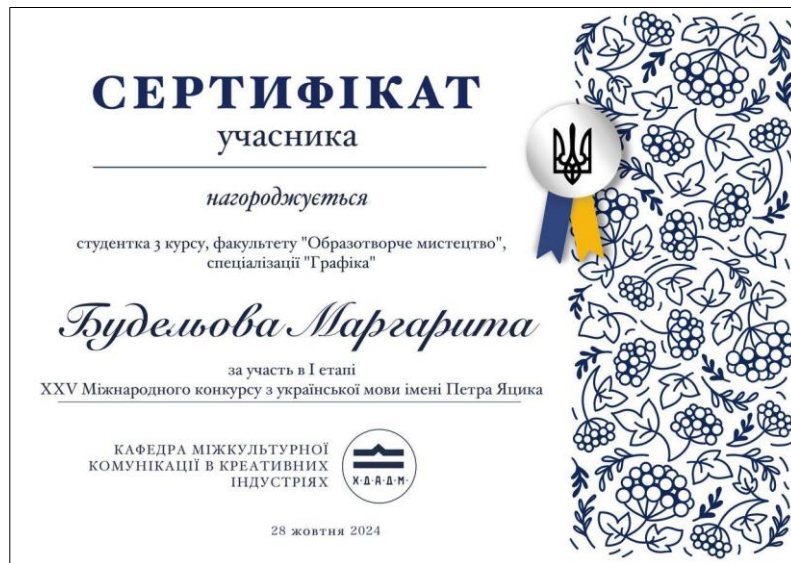 СЕРТИФІКАТ
учасника
нагороджується
студентка 3 курсу, факультету "Образотворче мистецтво",
спеціалізації "Графіка"
Будельова Маргарита
за участь в І етапі
XXV Міжнародного конкурсу з української мови імені Петра Яцика
КАФЕДРА МІЖКУЛЬТУРНОЇ
КОМУНІКАЦІЇ В КРЕАТИВНИХ
ІНДУСТРІЯХ
Х·Д·А·Д·М·
28 жовтня 2024